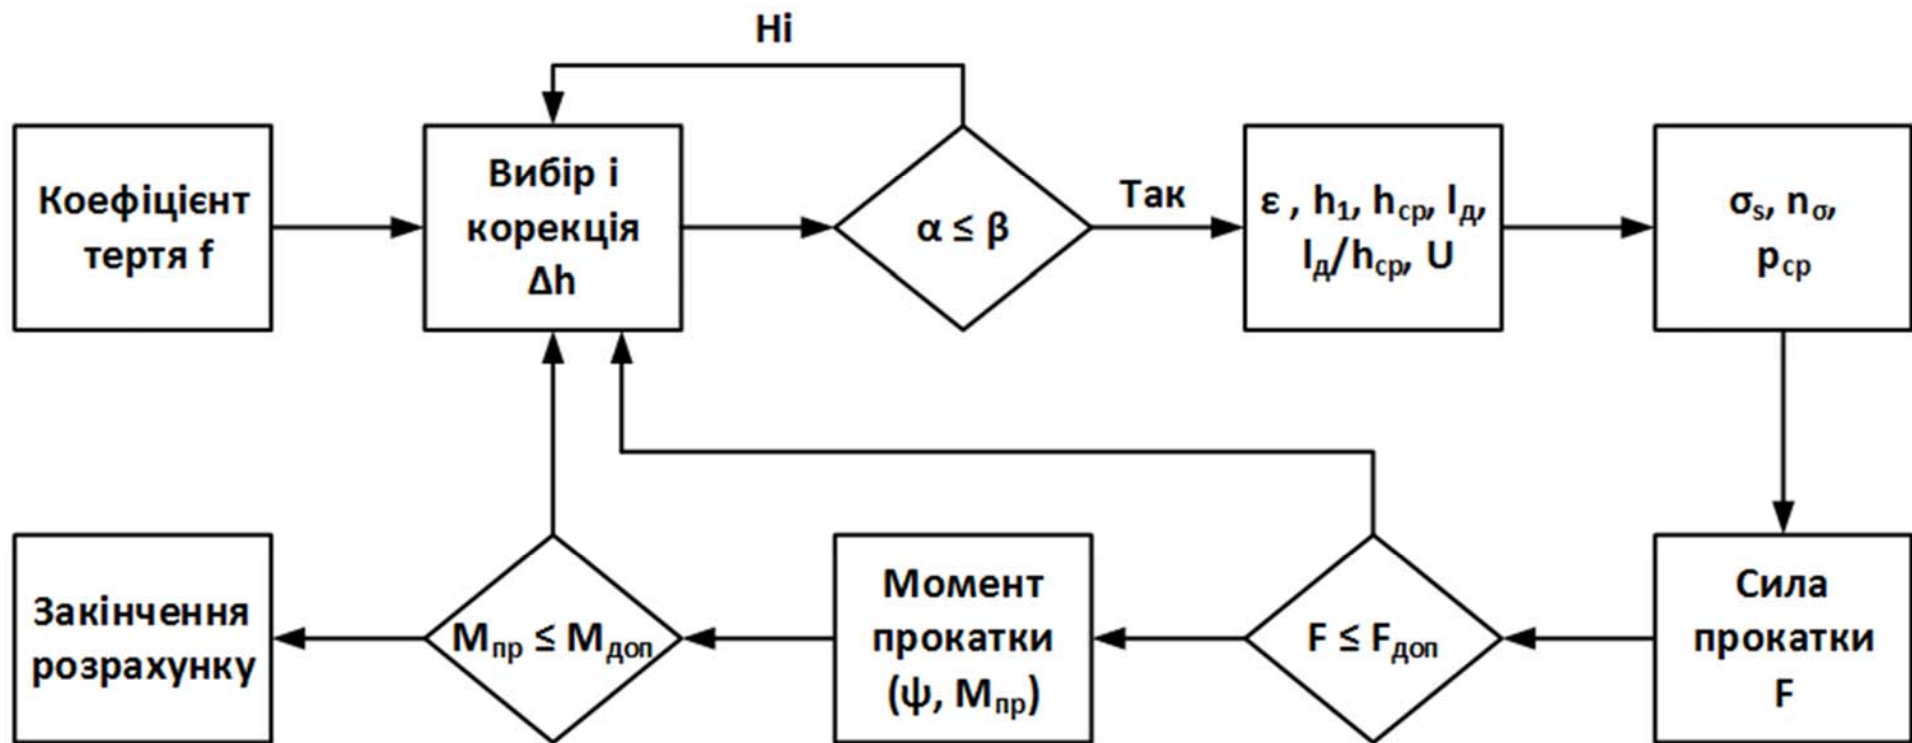 Ні
Коефіцієнт
тертя f
Вибір і
корекція
Δh
α ≤ β
Так
ε , h₁, hср, lд,
lд/hср, U
σs, nσ,
pср
Закінчення
розрахунку
Mпр ≤ Mдоп
Момент
прокатки
(ψ, Mпр)
F ≤ Fдоп
Сила
прокатки
F